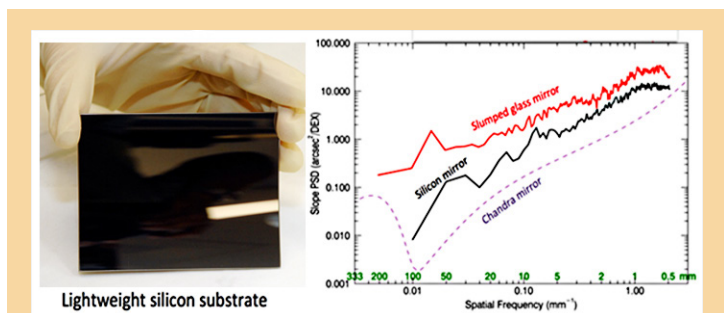 Lightweight silicon substrate
100.000
10.000
1.000
0.100
0.010
0.001
Slope PSD (arcsec²/DEX)
Slumped glass mirror
Silicon mirror
Chandra mirror
333 200 100 50 20 10 5 2 1 0.5 mm
0.01 0.10 1.00
Spatial Frequency (mm⁻¹)